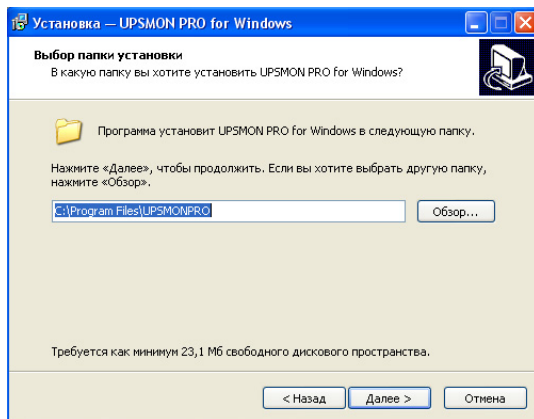 Установка — UPSMON PRO for Windows
Выбор папки установки
В какую папку вы хотите установить UPSMON PRO for Windows?
Программа установит UPSMON PRO for Windows в следующую папку.
Нажмите «Далее», чтобы продолжить. Если вы хотите выбрать другую папку,
нажмите «Обзор».
C:\Program Files\UPSMONPRO
Обзор...
Требуется как минимум 23,1 Мб свободного дискового пространства.
< Назад
Далее >
Отмена